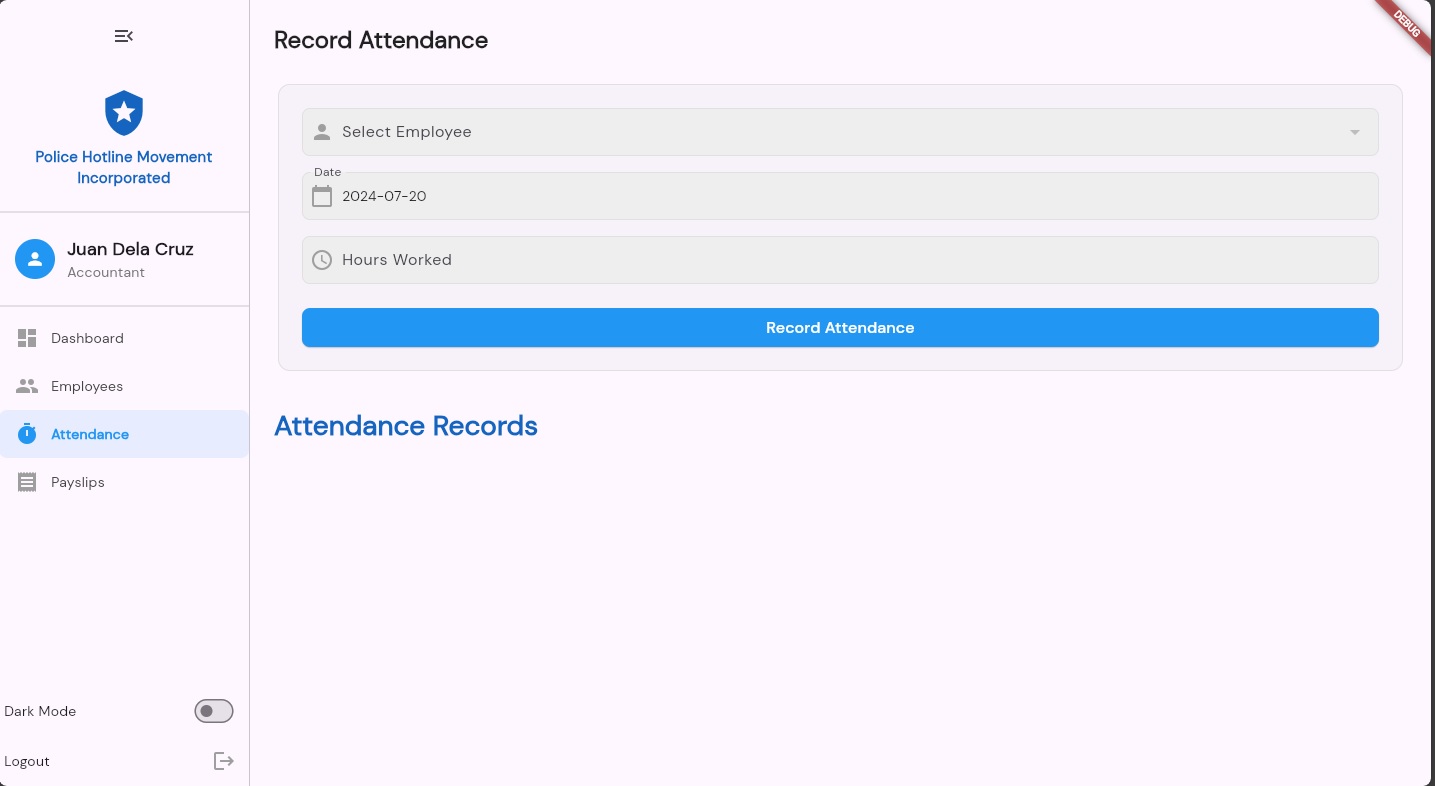 Record Attendance
DEBUG
Police Hotline Movement
Incorporated
Juan Dela Cruz
Accountant
Dashboard
Employees
Attendance
Payslips
Dark Mode
Logout
Select Employee
Date
2024-07-20
Hours Worked
Record Attendance
Attendance Records